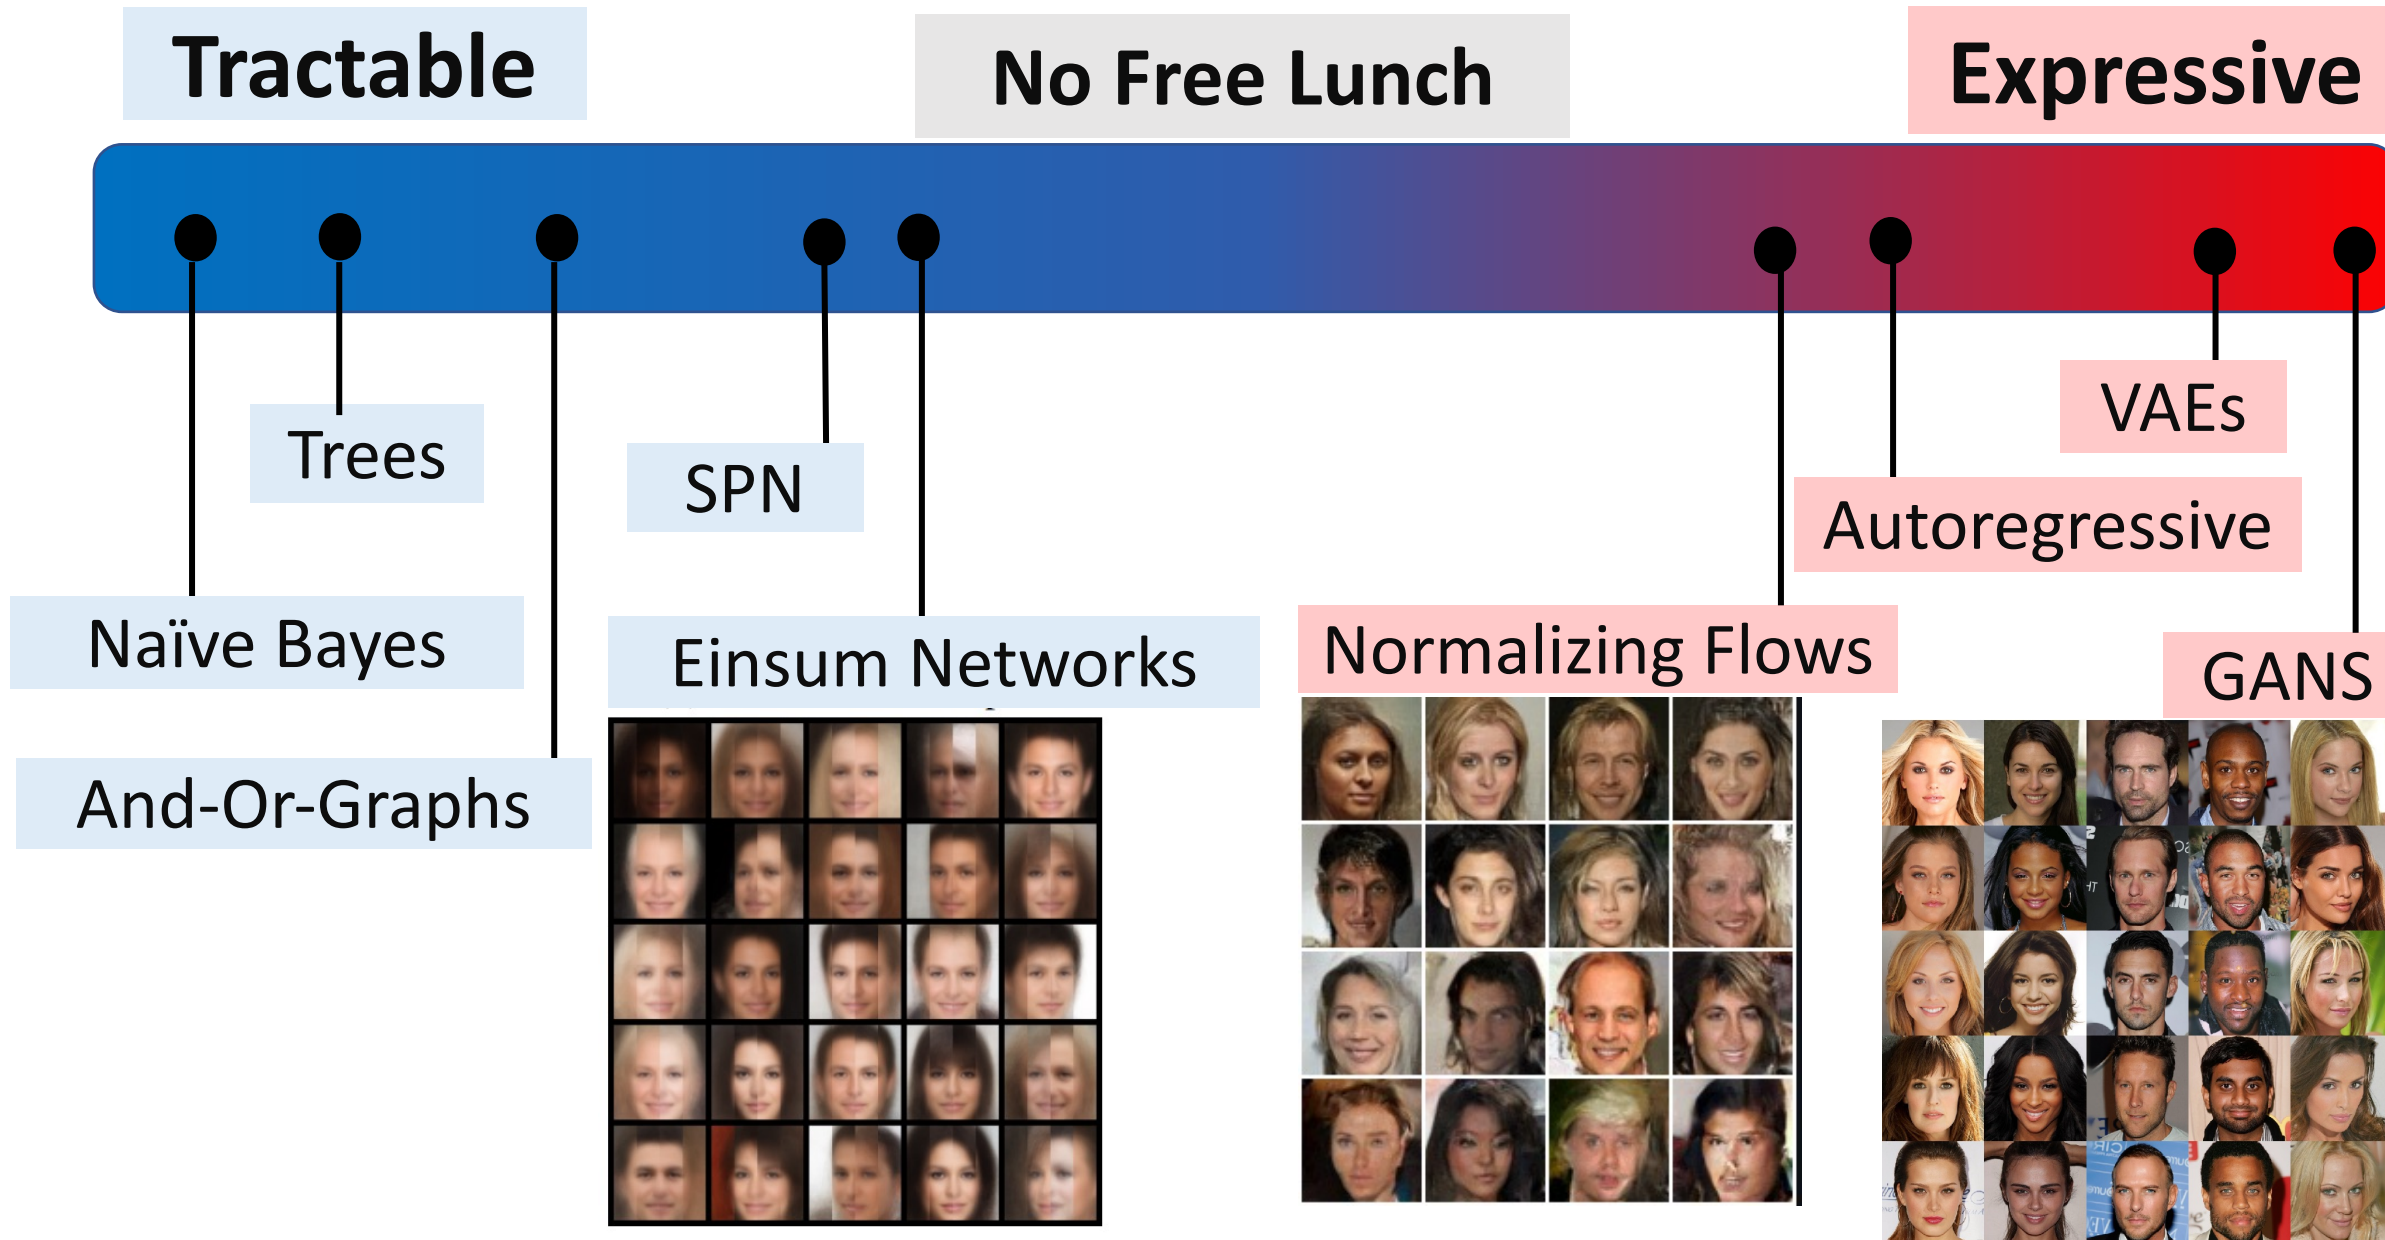 Tractable
No Free Lunch
Expressive
Trees
SPN
VAEs
Autoregressive
Naïve Bayes
Einsum Networks
Normalizing Flows
GANS
And-Or-Graphs